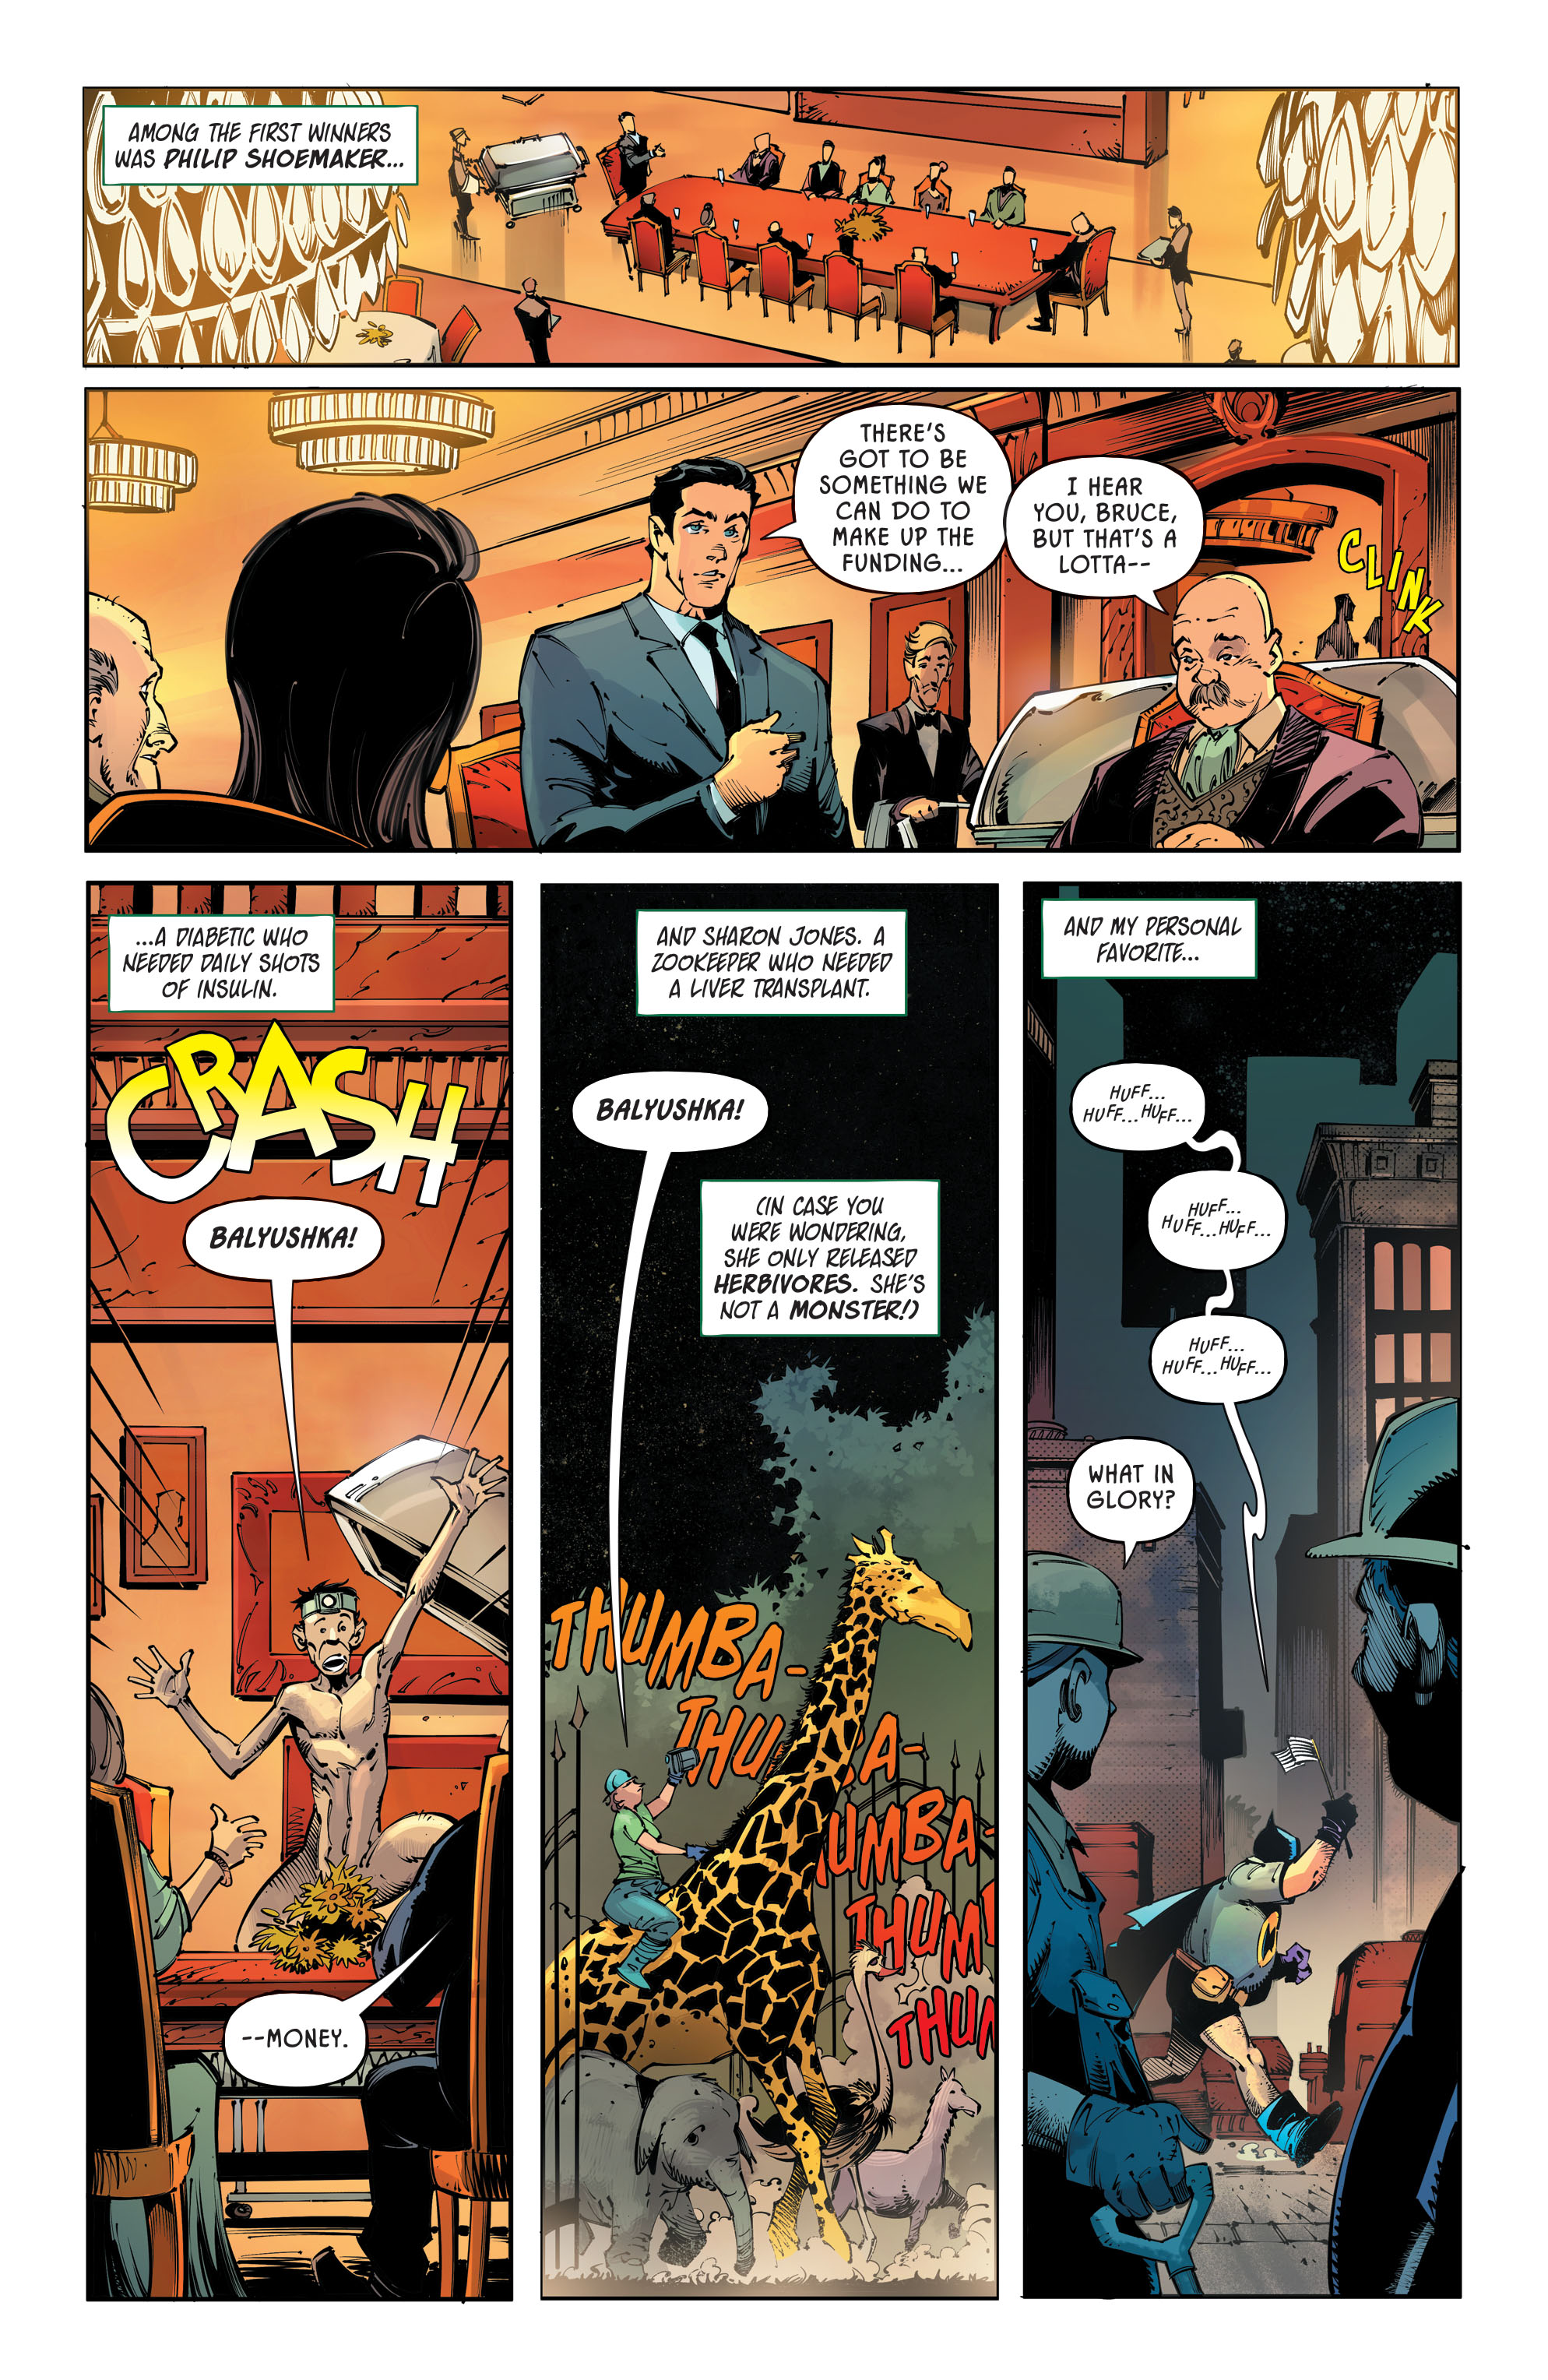 AMONG THE FIRST WINNERS
WAS PHILIP SHOEMAKER...
THERE'S
GOT TO BE
SOMETHING WE
CAN DO TO
MAKE UP THE
FUNDING...
I HEAR
YOU, BRUCE,
BUT THAT'S A
LOTTA--
CLINK
...A DIABETIC WHO
NEEDED DAILY SHOTS
OF INSULIN.
CRASH
BALYUSHKA!
--MONEY.
AND SHARON JONES. A
ZOOKEEPER WHO NEEDED
A LIVER TRANSPLANT.
BALYUSHKA!
(IN CASE YOU
WERE WONDERING,
SHE ONLY RELEASED
HERBIVORES. SHE'S
NOT A MONSTER!)
THUMBA-
THUMBA-
THUMBA-
THUMB
THUM
AND MY PERSONAL
FAVORITE...
HUFF...
HUFF...HUFF...
HUFF...
HUFF...HUFF...
HUFF...
HUFF...HUFF...
WHAT IN
GLORY?